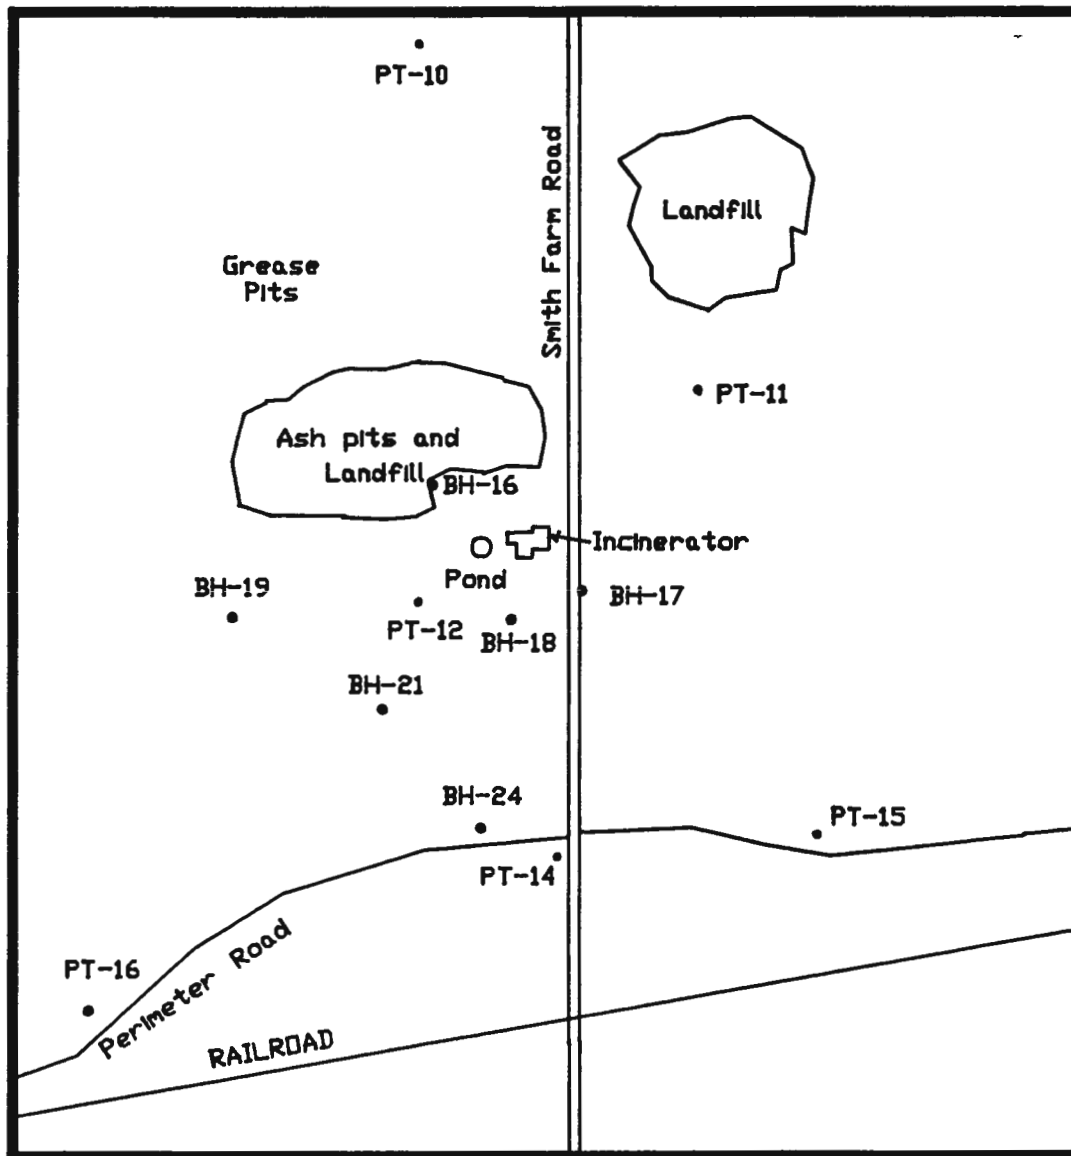 PT-10
Smith Farm Road
Landfill
Grease
Pits
PT-11
Ash pits and
Landfill
BH-16
Incinerator
Pond
BH-19
BH-17
PT-12
BH-18
BH-21
BH-24
PT-15
PT-14
PT-16
Perimeter Road
RAILROAD